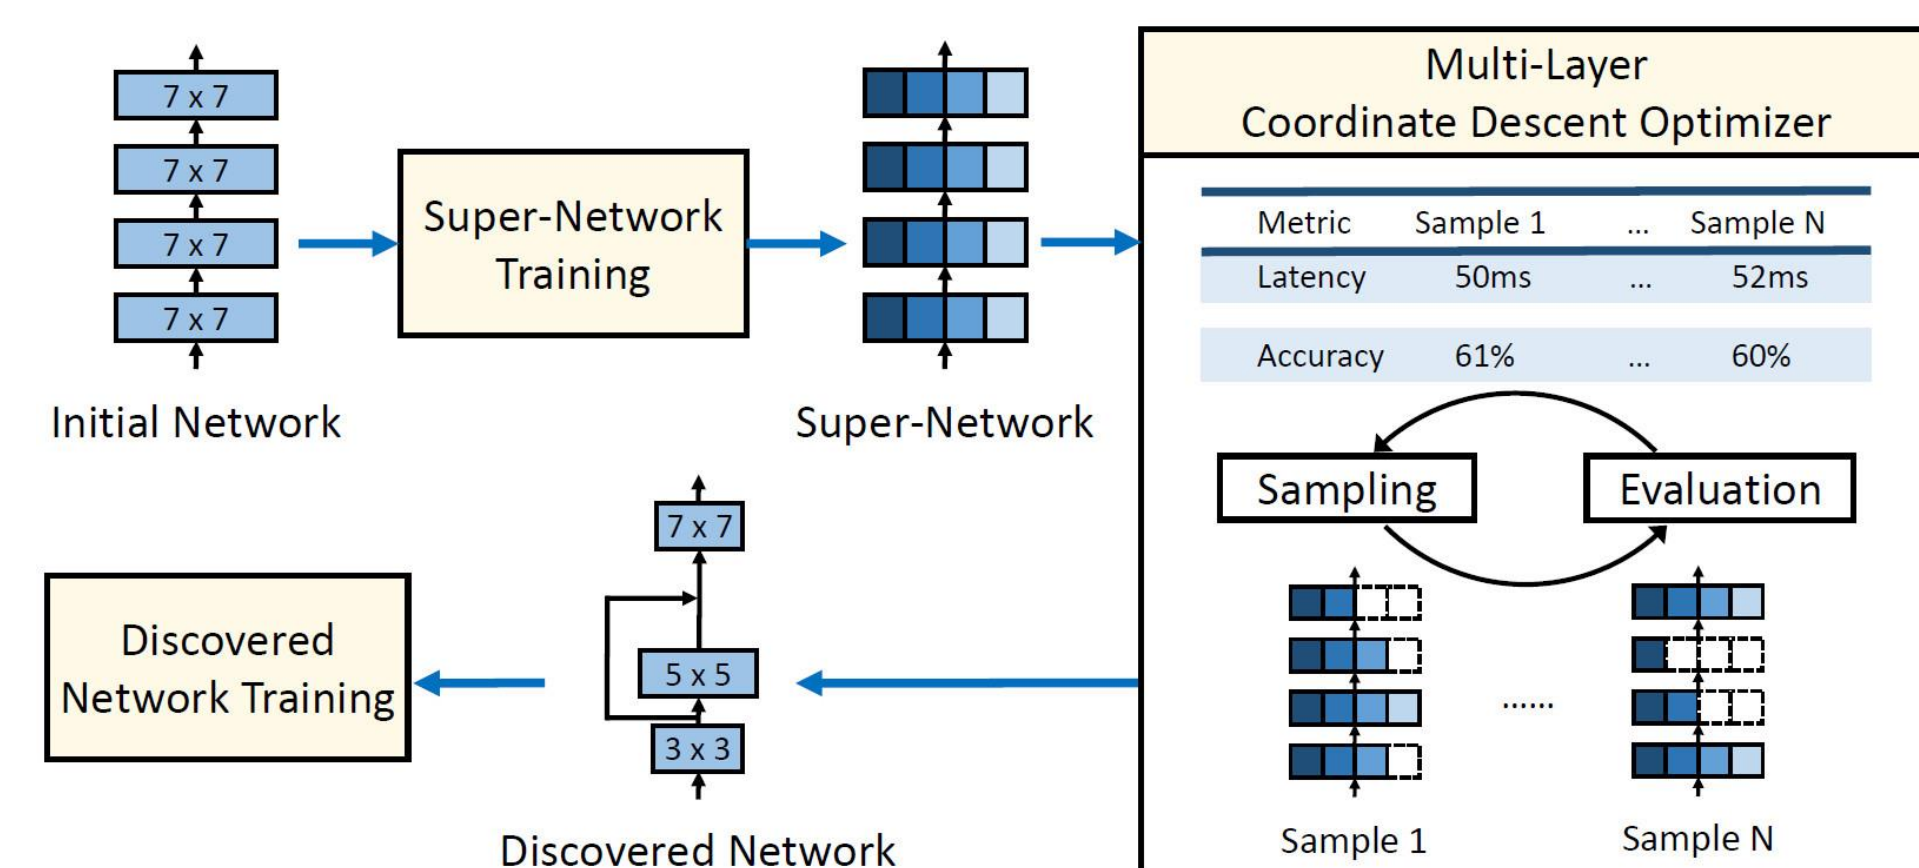 7 x 7
7 x 7
7 x 7
7 x 7
Initial Network
Super-Network
Training
Super-Network
Multi-Layer
Coordinate Descent Optimizer
Metric Sample 1 ... Sample N
Latency 50ms ... 52ms
Accuracy 61% ... 60%
Sampling Evaluation
Sample 1 ...... Sample N
7 x 7
5 x 5
3 x 3
Discovered Network
Discovered
Network Training